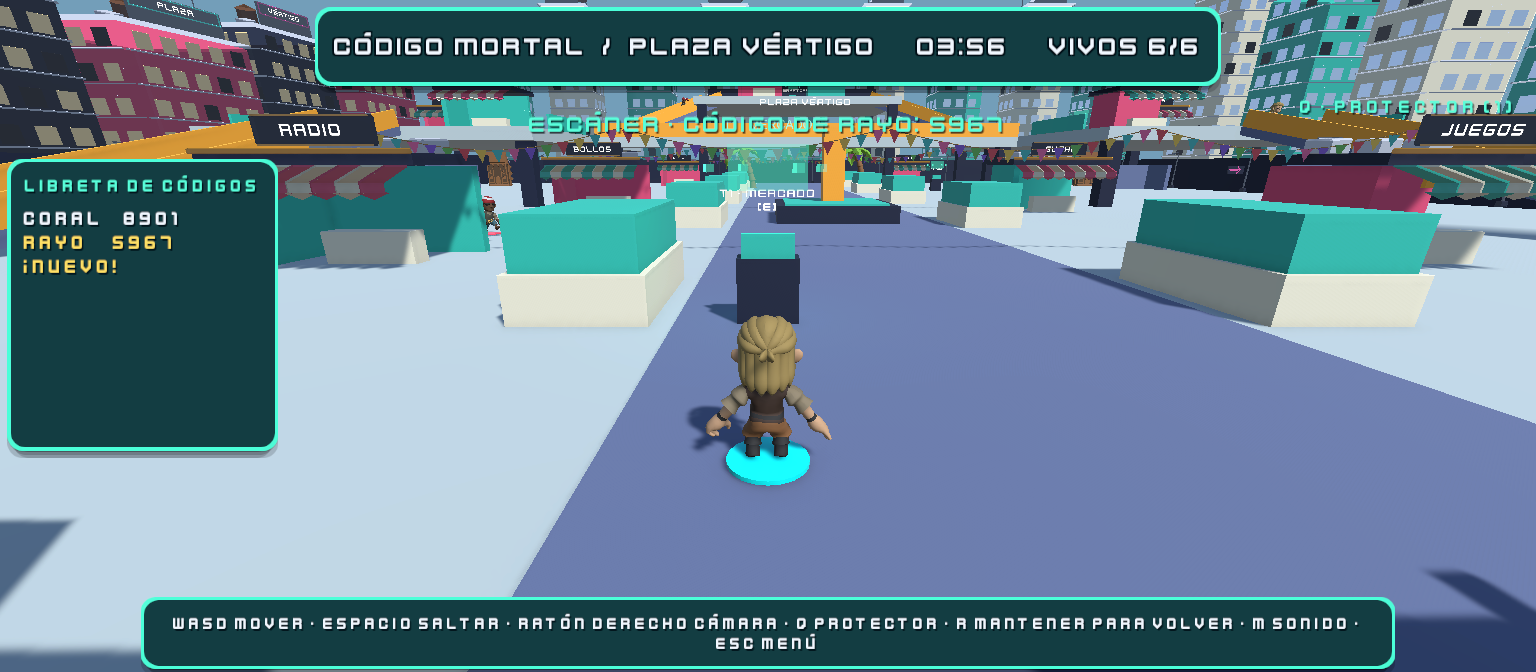 PLAZA
VÉRTIGO
CÓDIGO MORTAL / PLAZA VÉRTIGO 03:56 VIVOS 6/6
PLAZA VÉRTIGO
Q · PROTECTOR (1)
ESCÁNER · CÓDIGO DE RAYO: 5967
RADIO
JUEGOS
BOLLOS
SUSHI
LIBRETA DE CÓDIGOS
CORAL 8901
RAYO 5967
¡NUEVO!
MERCADO
[E]
WASD MOVER · ESPACIO SALTAR · RATÓN DERECHO CÁMARA · Q PROTECTOR · R MANTENER PARA VOLVER · M SONIDO ·
ESC MENÚ